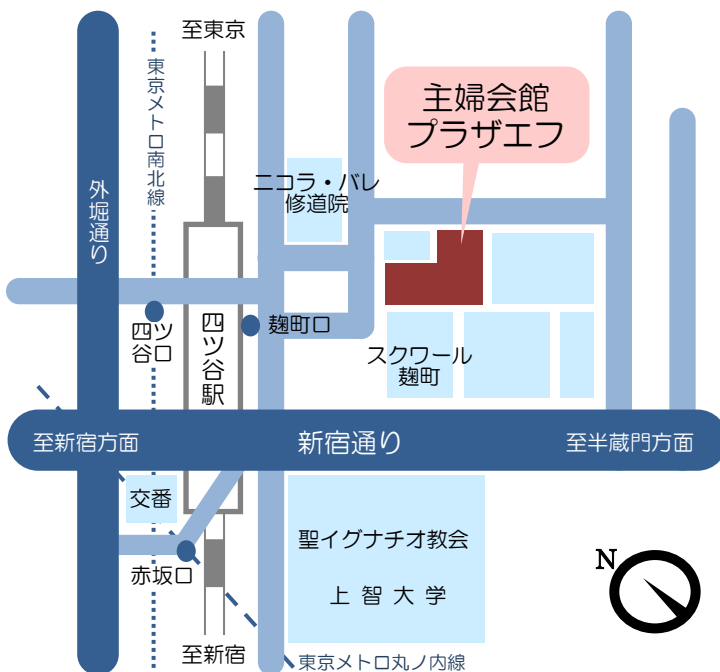 至東京
東京メトロ南北線
外堀通り
主婦会館
プラザエフ
ニコラ・バレ
修道院
四ツ
谷口
四ツ谷駅
麹町口
スクワール
麹町
至新宿方面
新宿通り
至半蔵門方面
交番
赤坂口
聖イグナチオ教会
上智大学
N
至新宿
東京メトロ丸ノ内線